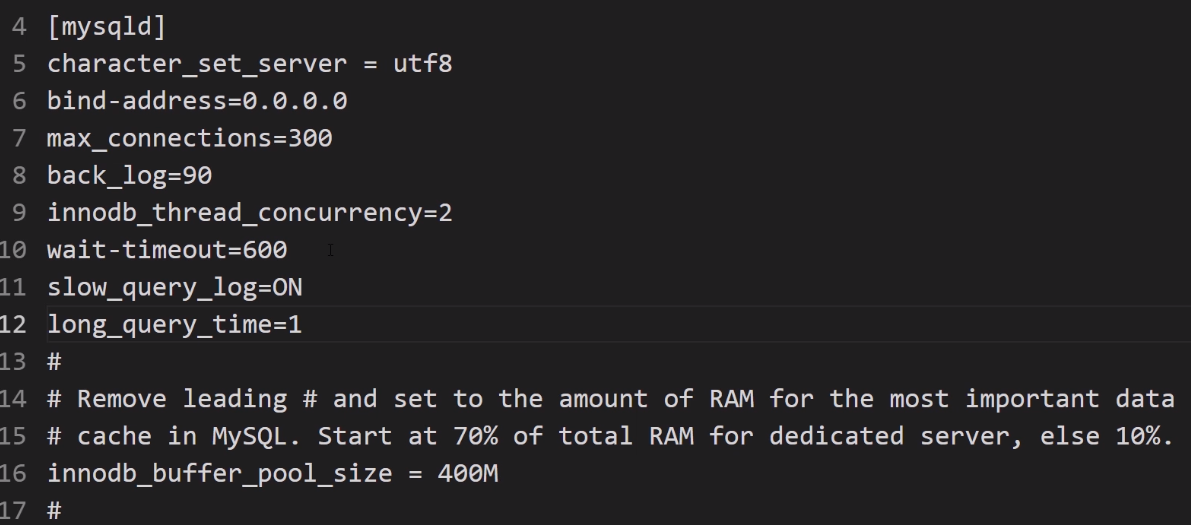 4 [mysqld]
5 character_set_server = utf8
6 bind-address=0.0.0.0
7 max_connections=300
8 back_log=90
9 innodb_thread_concurrency=2
10 wait-timeout=600
11 slow_query_log=ON
12 long_query_time=1
13 #
14 # Remove leading # and set to the amount of RAM for the most important data
15 # cache in MySQL. Start at 70% of total RAM for dedicated server, else 10%.
16 innodb_buffer_pool_size = 400M
17 #